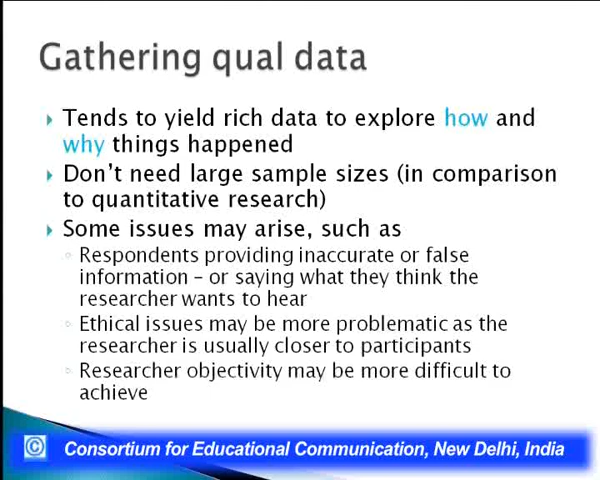 Gathering qual data
Tends to yield rich data to explore how and
why things happened
Don't need large sample sizes (in comparison
to quantitative research)
Some issues may arise, such as
Respondents providing inaccurate or false
information – or saying what they think the
researcher wants to hear
Ethical issues may be more problematic as the
researcher is usually closer to participants
Researcher objectivity may be more difficult to
achieve
© Consortium for Educational Communication, New Delhi, India